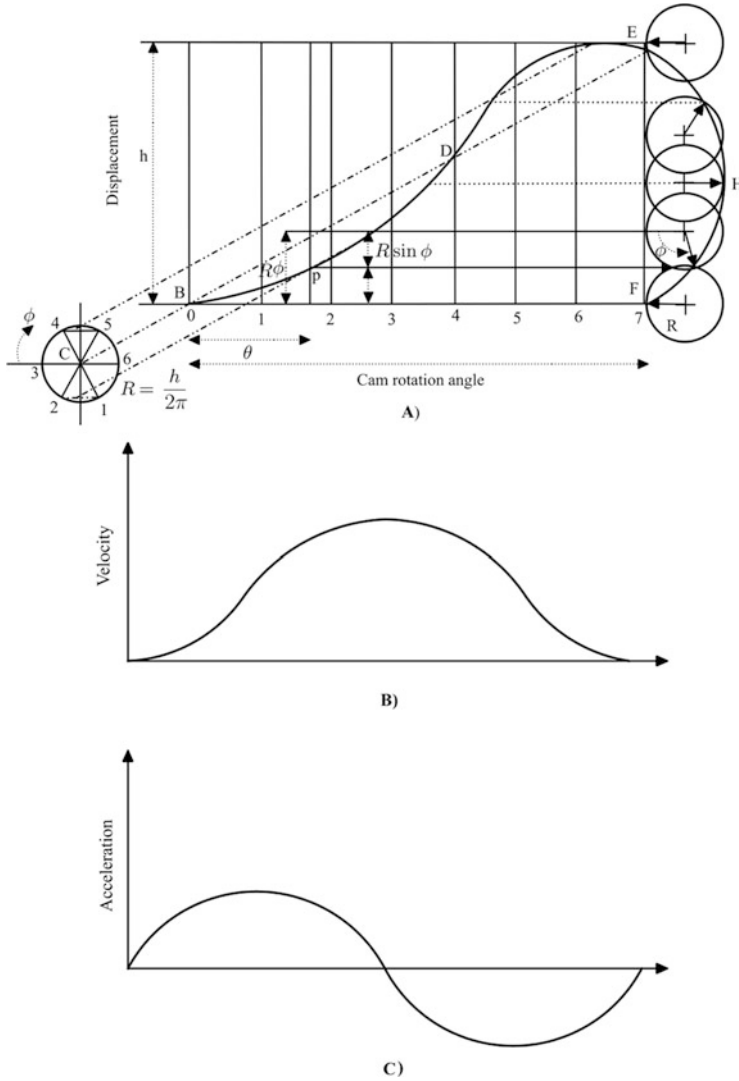 E
Displacement
h
D
H
Rϕ
R sin ϕ
ϕ
p
B
F
0 1 2 3 4 5 6 7
R
ϕ
4 5
C
3 6
2 1
R = h/2π
θ
Cam rotation angle
A)
Velocity
B)
Acceleration
C)